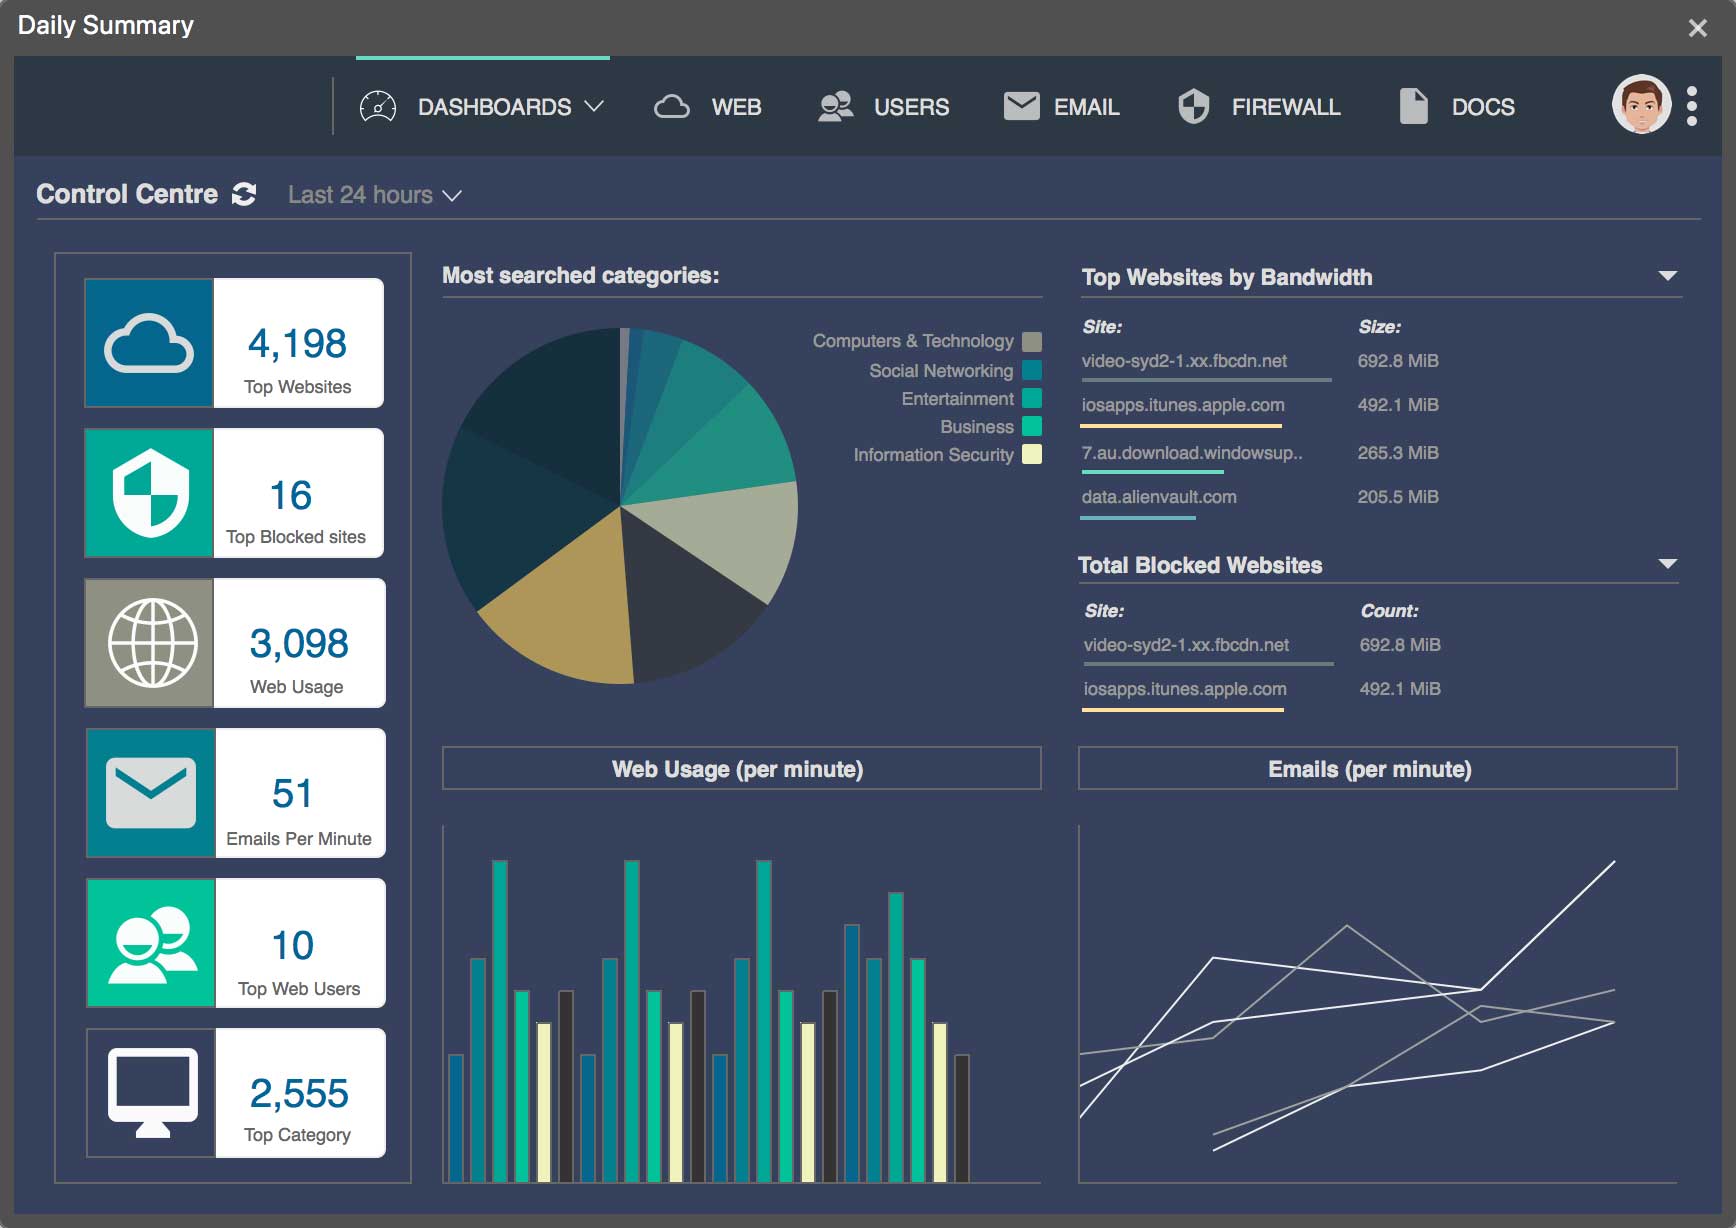 Daily Summary
DASHBOARDS WEB USERS EMAIL FIREWALL DOCS
Control Centre Last 24 hours
4,198
Top Websites
16
Top Blocked sites
3,098
Web Usage
51
Emails Per Minute
10
Top Web Users
2,555
Top Category
Most searched categories:
Computers & Technology
Social Networking
Entertainment
Business
Information Security
Top Websites by Bandwidth
Site: Size:
video-syd2-1.xx.fbcdn.net 692.8 MiB
iosapps.itunes.apple.com 492.1 MiB
7.au.download.windowsup.. 265.3 MiB
data.alienvault.com 205.5 MiB
Total Blocked Websites
Site: Count:
video-syd2-1.xx.fbcdn.net 692.8 MiB
iosapps.itunes.apple.com 492.1 MiB
Web Usage (per minute)
Emails (per minute)